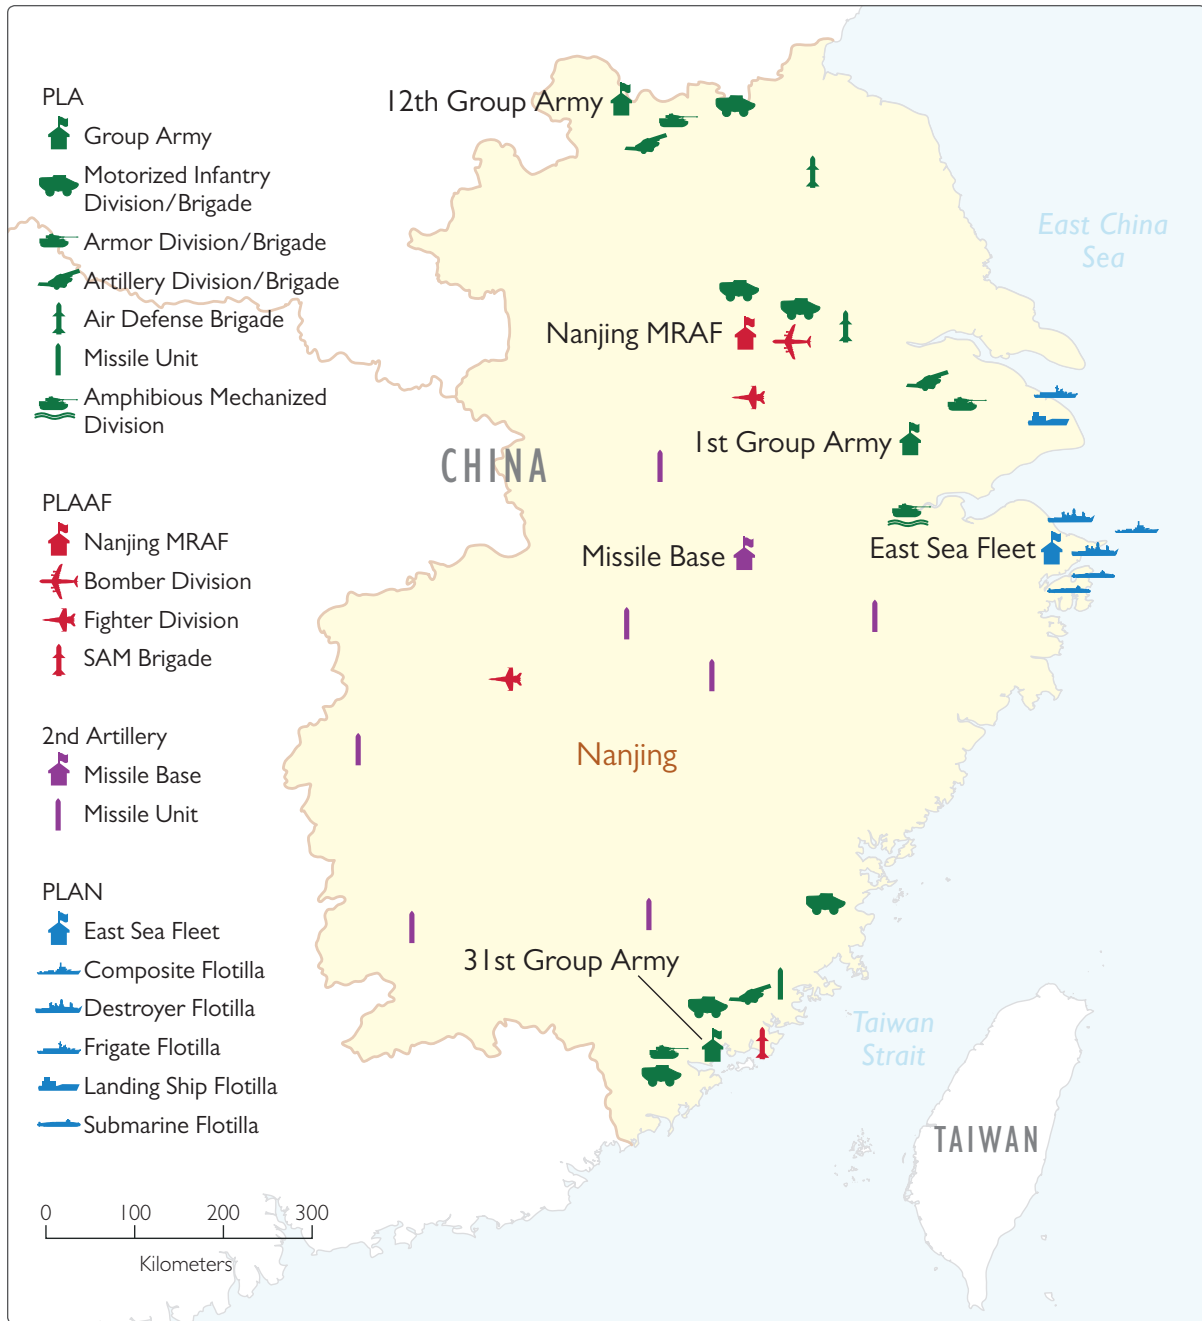 PLA
Group Army
Motorized Infantry
Division/Brigade
Armor Division/Brigade
Artillery Division/Brigade
Air Defense Brigade
Missile Unit
Amphibious Mechanized
Division
PLAAF
Nanjing MRAF
Bomber Division
Fighter Division
SAM Brigade
2nd Artillery
Missile Base
Missile Unit
PLAN
East Sea Fleet
Composite Flotilla
Destroyer Flotilla
Frigate Flotilla
Landing Ship Flotilla
Submarine Flotilla
0 100 200 300
Kilometers
12th Group Army
East China
Sea
Nanjing MRAF
1st Group Army
CHINA
Missile Base
East Sea Fleet
Nanjing
31st Group Army
Taiwan
Strait
TAIWAN